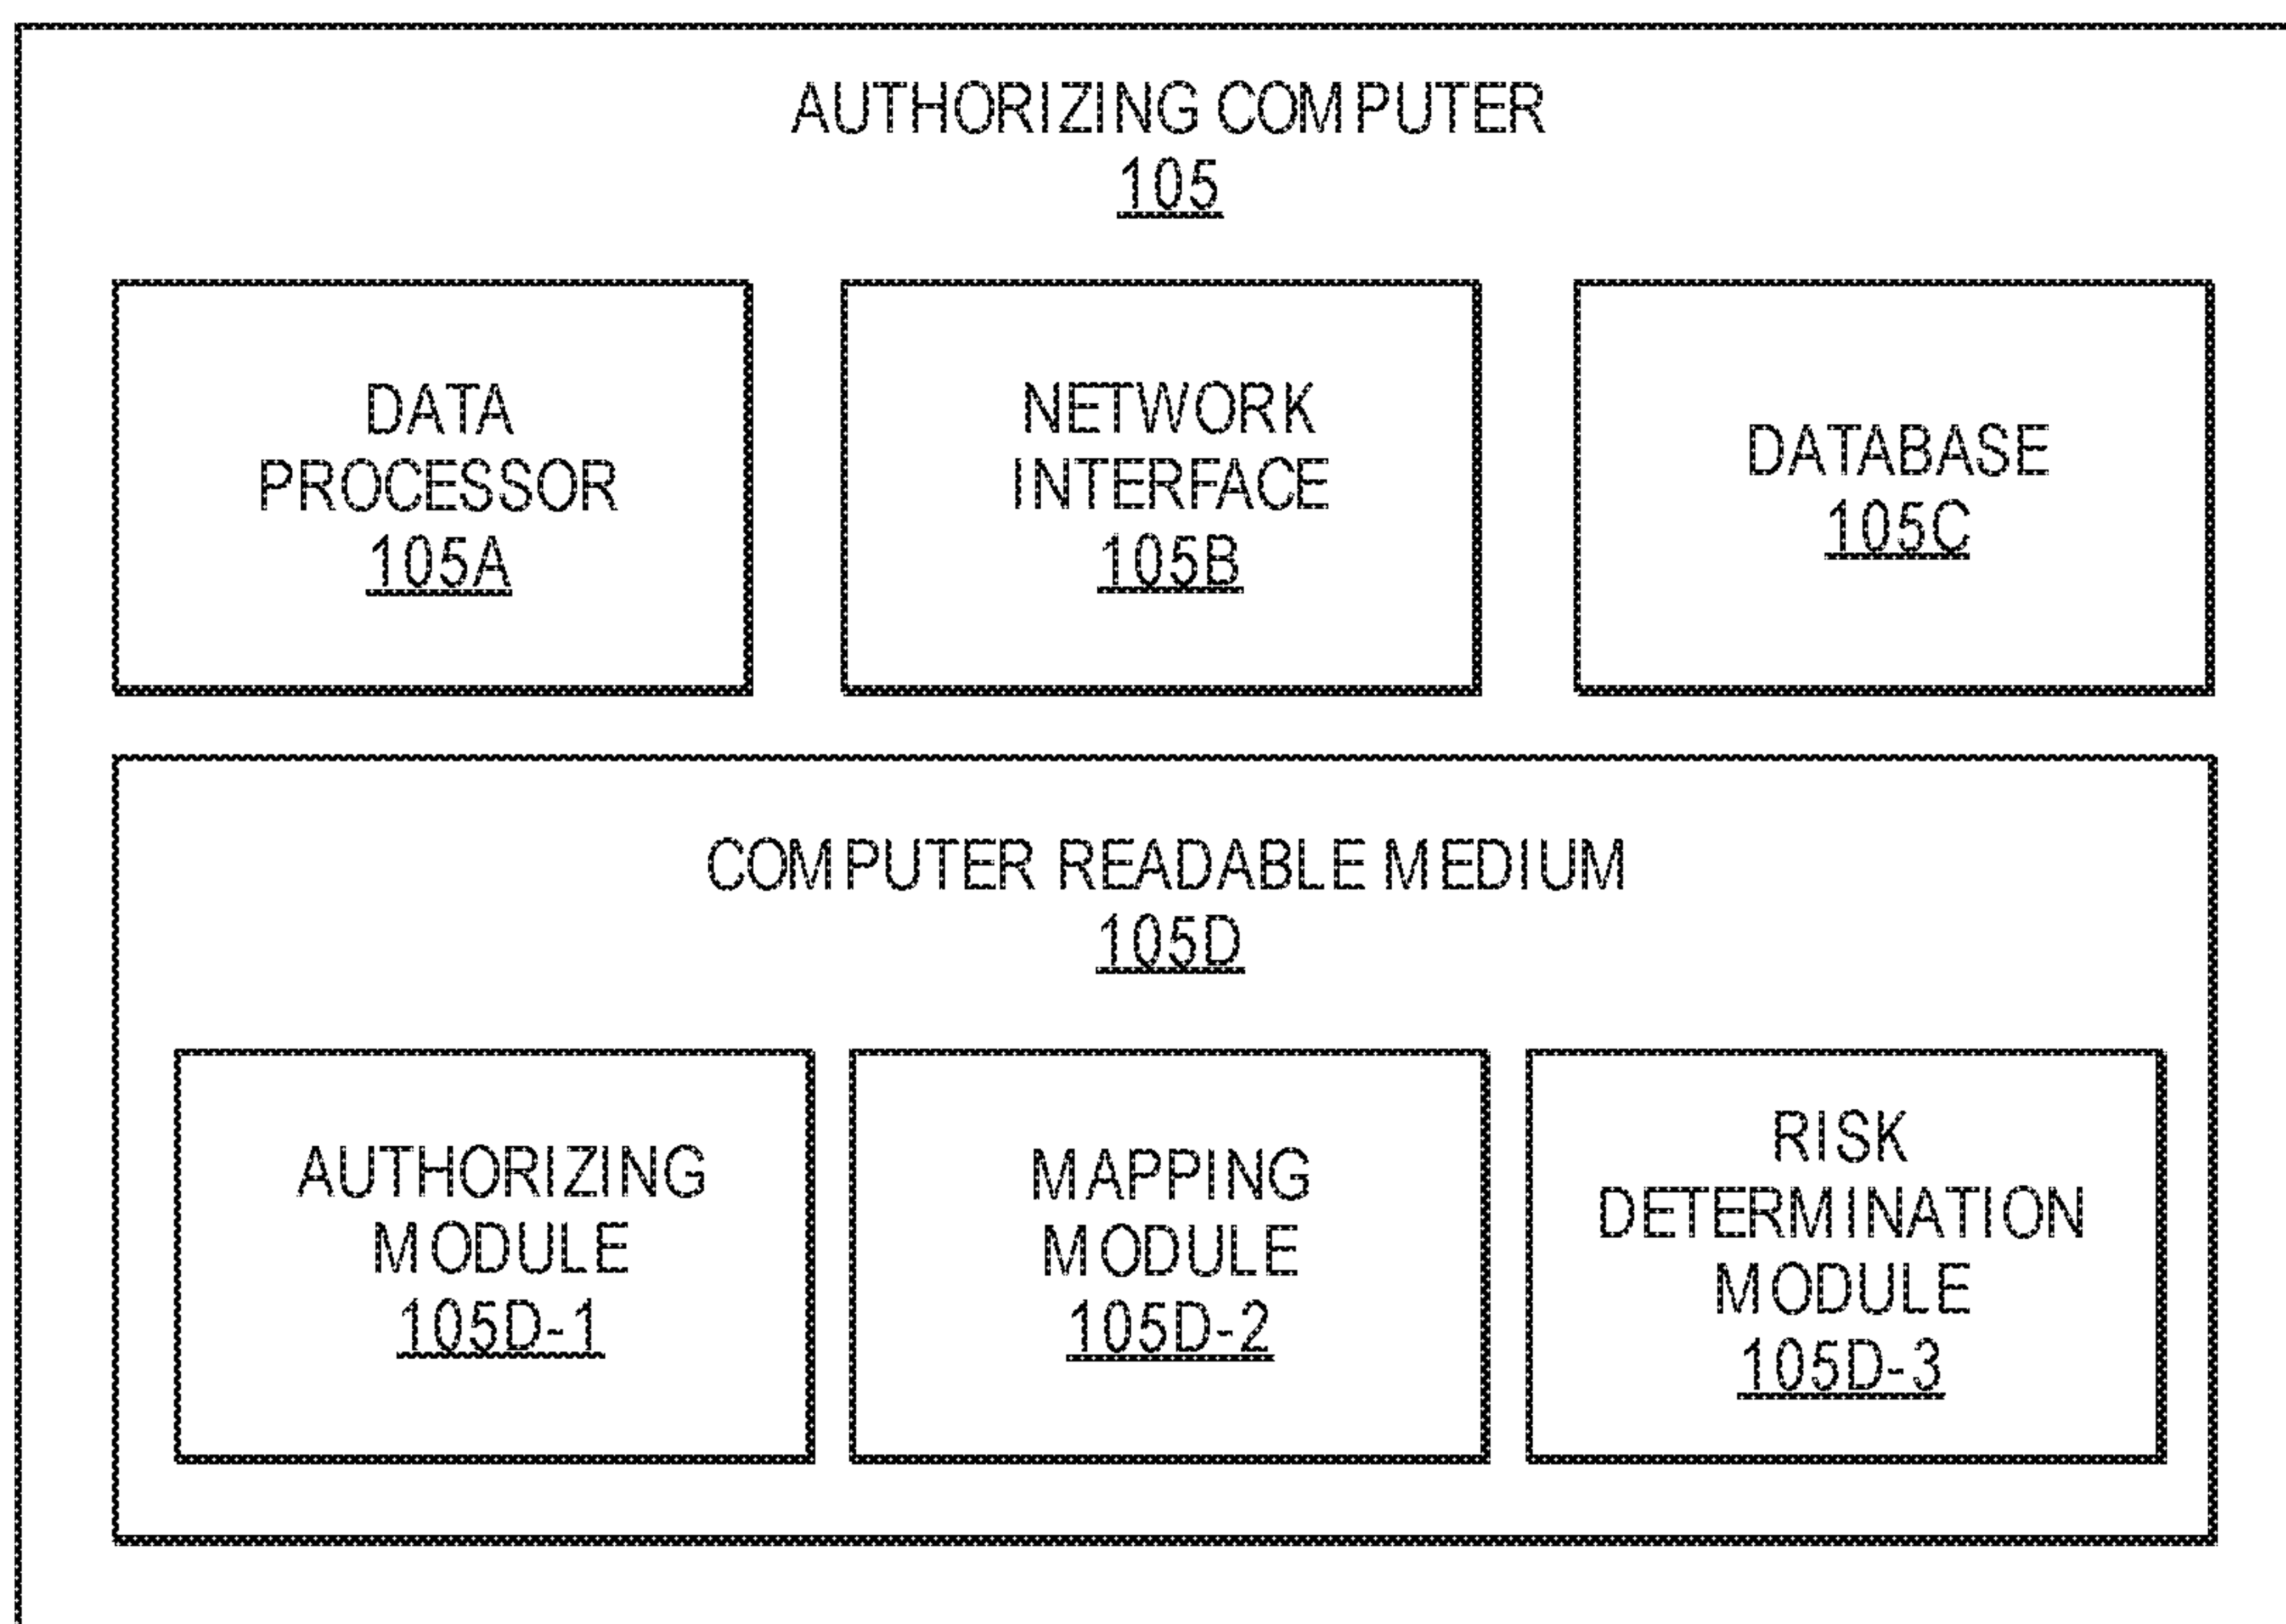 AUTHORIZING COMPUTER
105
DATA
PROCESSOR
105A
NETWORK
INTERFACE
105B
DATABASE
105C
COMPUTER READABLE MEDIUM
105D
AUTHORIZING
MODULE
105D-1
MAPPING
MODULE
105D-2
RISK
DETERMINATION
MODULE
105D-3